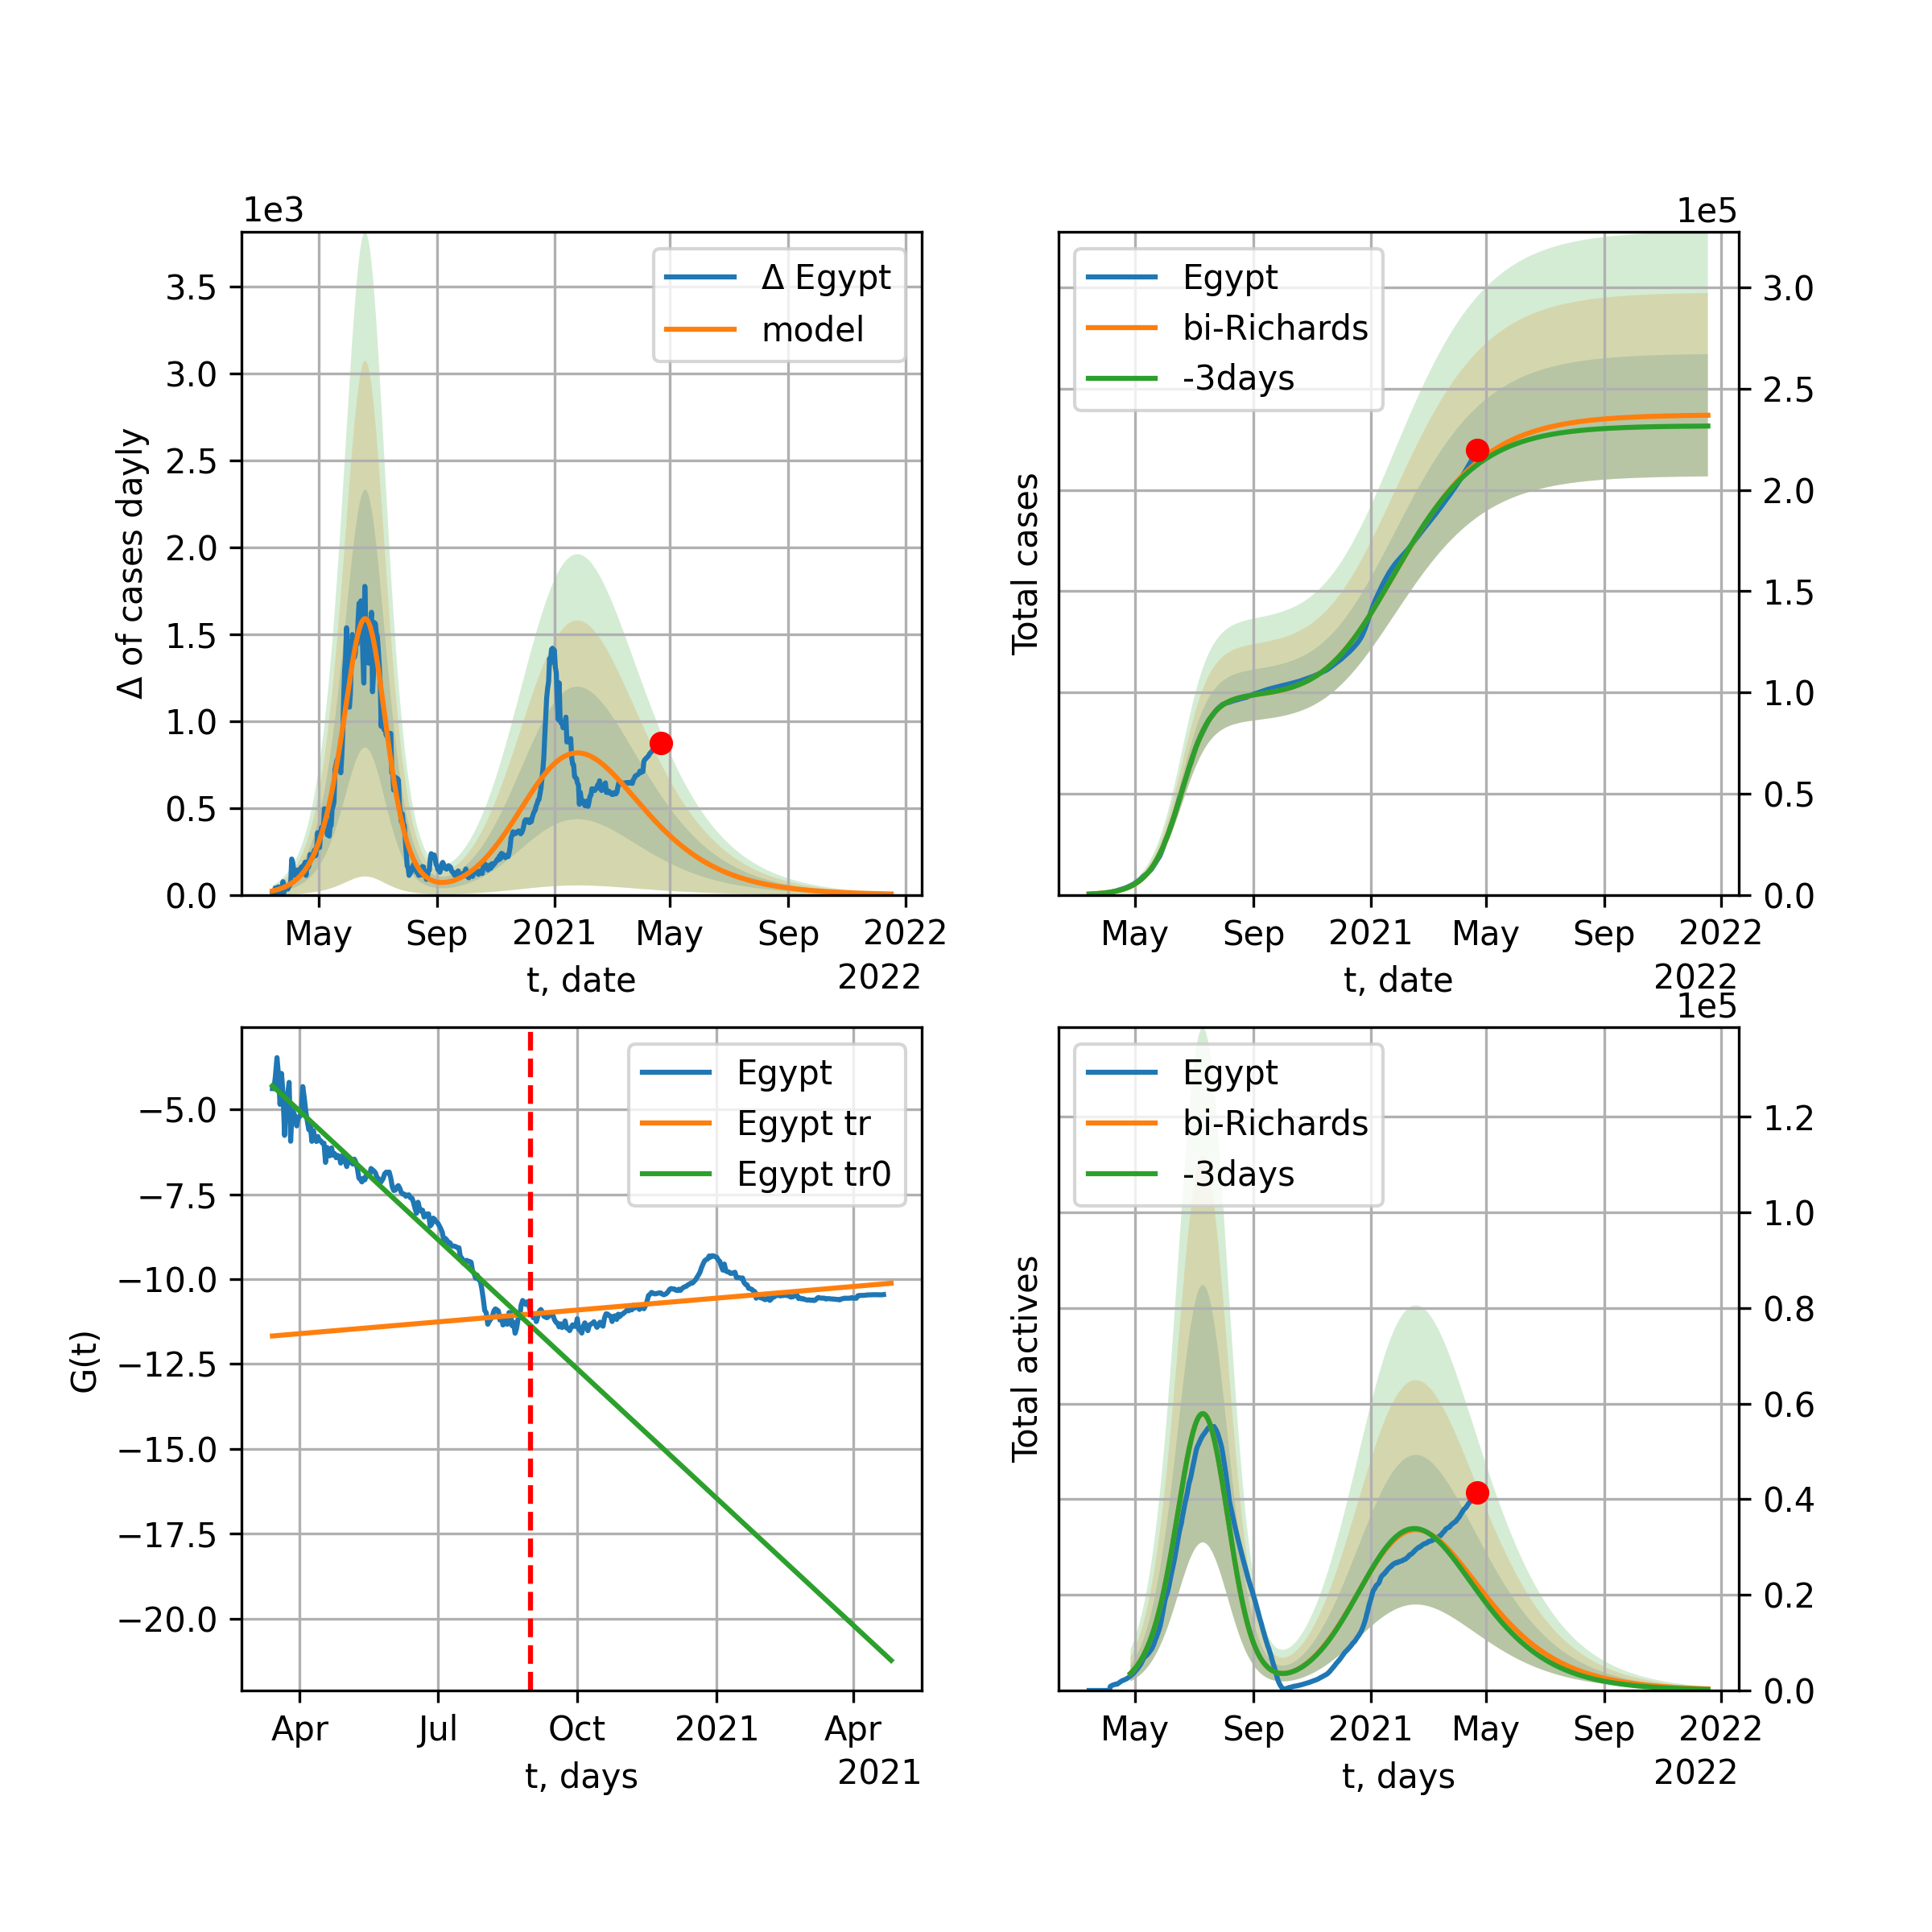 1e3
Δ of cases dayly
3.5
3.0
2.5
2.0
1.5
1.0
0.5
0.0
Δ Egypt
model
May Sep 2021 May Sep 2022
t, date 2022
1e5
Total cases
Egypt
bi-Richards
-3days
3.0
2.5
2.0
1.5
1.0
0.5
0.0
May Sep 2021 May Sep 2022
t, date 2022
G(t)
−5.0
−7.5
−10.0
−12.5
−15.0
−17.5
−20.0
Egypt
Egypt tr
Egypt tr0
Apr Jul Oct 2021 Apr
t, days 2021
1e5
Total actives
Egypt
bi-Richards
-3days
1.2
1.0
0.8
0.6
0.4
0.2
0.0
May Sep 2021 May Sep 2022
t, days 2022